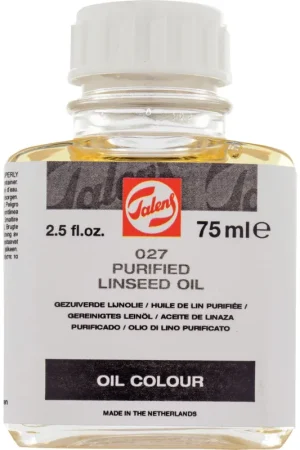 Talens
2.5 fl.oz. 75 ml e
027
PURIFIED
LINSEED OIL
GEZUIVERDE LIJNOLIE / HUILE DE LIN PURIFIÉE /
GEREINIGTES LEINÖL / ACEITE DE LINAZA
PURIFICADO / OLIO DI LINO PURIFICATO
OIL COLOUR
MADE IN THE NETHERLANDS